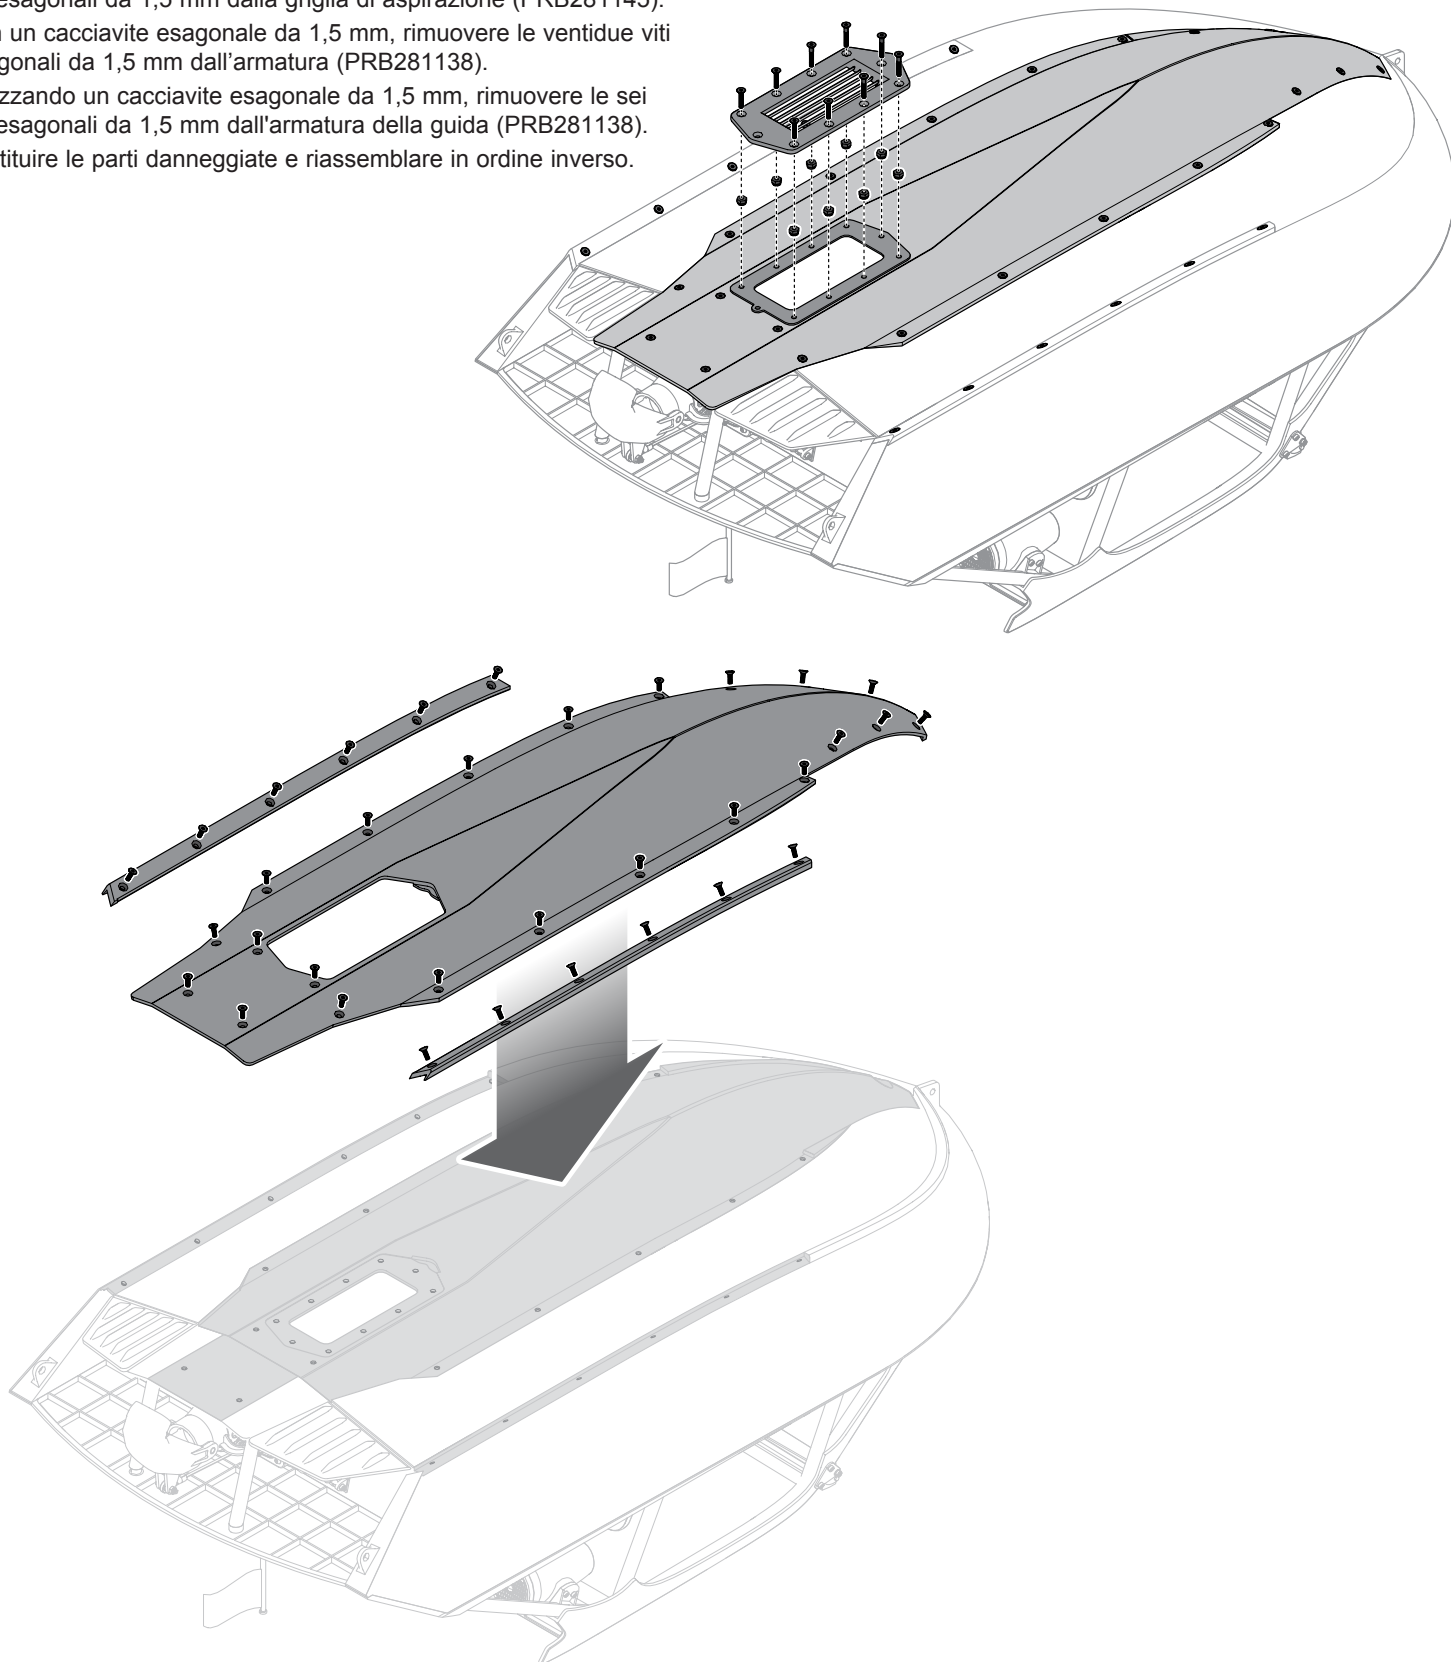 esagonali da 1,5 mm dalla griglia di aspirazione (PRB281145).
un cacciavite esagonale da 1,5 mm, rimuovere le ventidue viti
gonali da 1,5 mm dall’armatura (PRB281138).
zzando un cacciavite esagonale da 1,5 mm, rimuovere le sei
esagonali da 1,5 mm dall'armatura della guida (PRB281138).
tituire le parti danneggiate e riassemblare in ordine inverso.